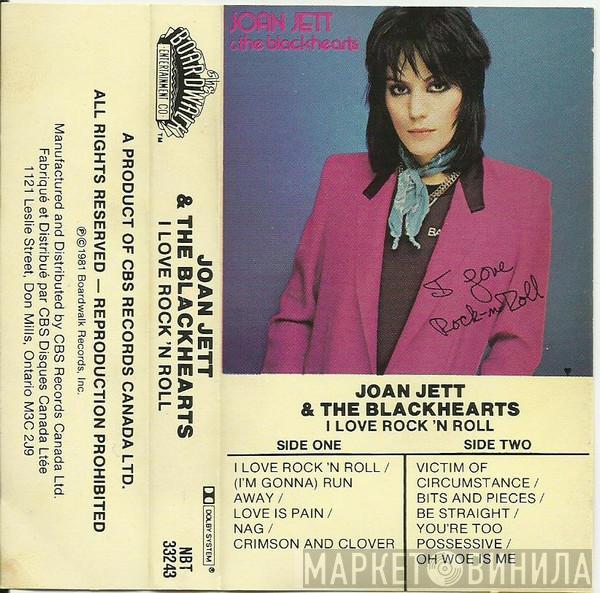 The
BOARDWALK
ENTERTAINMENT CO
TM
A PRODUCT OF CBS RECORDS CANADA LTD.
ALL RIGHTS RESERVED — REPRODUCTION PROHIBITED
℗©1981 Boardwalk Records, Inc.
Manufactured and Distributed by CBS Records Canada Ltd.
Fabriqué et Distribué par CBS Disques Canada Ltée
1121 Leslie Street, Don Mills, Ontario M3C 2J9
JOAN JETT
& THE BLACKHEARTS
I LOVE ROCK 'N ROLL
DOLBY SYSTEM ®
NBT
33243
JOAN JETT
& the blackhearts
BA
I love
Rock-n Roll
JOAN JETT
& THE BLACKHEARTS
I LOVE ROCK 'N ROLL
SIDE ONE
I LOVE ROCK 'N ROLL /
(I'M GONNA) RUN
AWAY /
LOVE IS PAIN /
NAG /
CRIMSON AND CLOVER
SIDE TWO
VICTIM OF
CIRCUMSTANCE /
BITS AND PIECES /
BE STRAIGHT /
YOU'RE TOO
POSSESSIVE /
OH WOE IS ME
МАРКЕТ ВИНИЛА